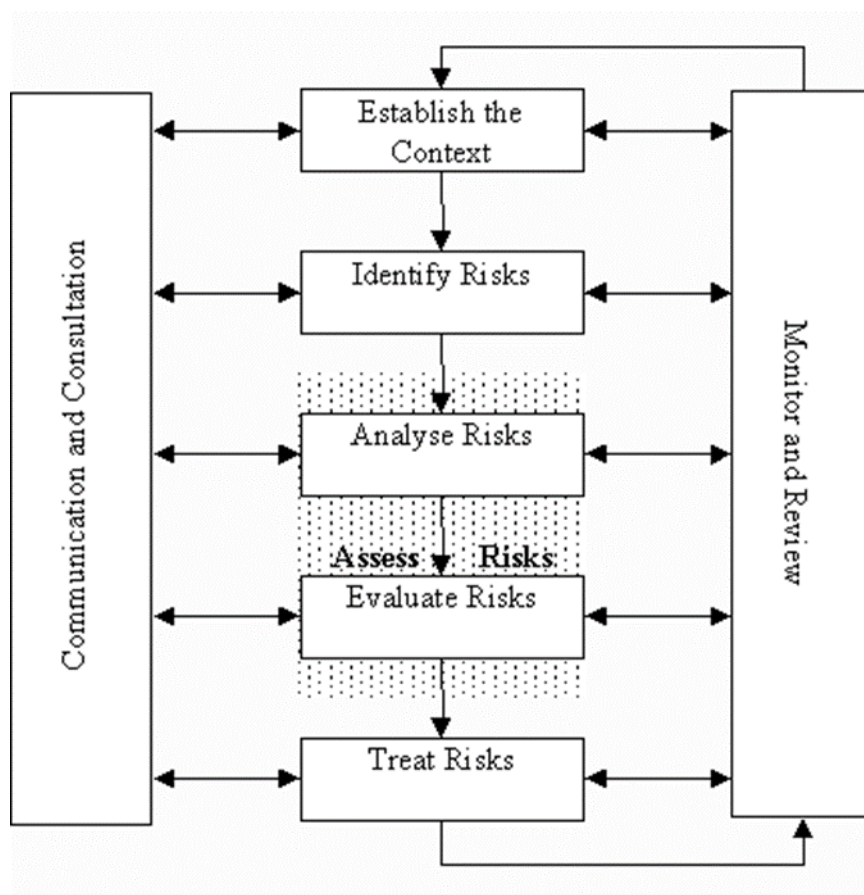 Establish the
Context
Identify Risks
Analyse Risks
Assess Risks
Evaluate Risks
Treat Risks
Communication and Consultation
Monitor and Review